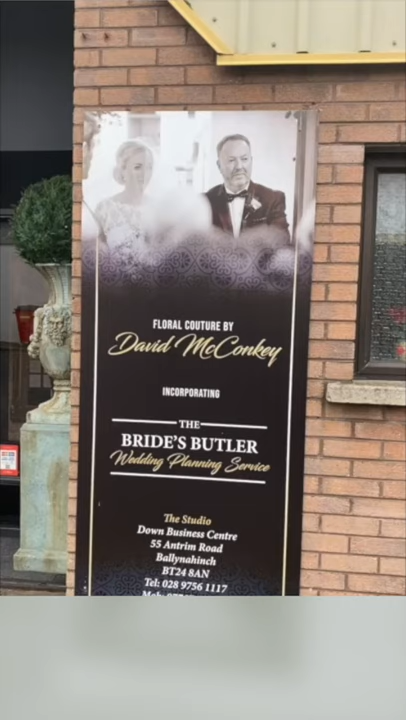 FLORAL COUTURE BY
David McConkey
INCORPORATING
THE
BRIDE'S BUTLER
Wedding Planning Service
The Studio
Down Business Centre
55 Antrim Road
Ballynahinch
BT24 8AN
Tel: 028 9756 1117